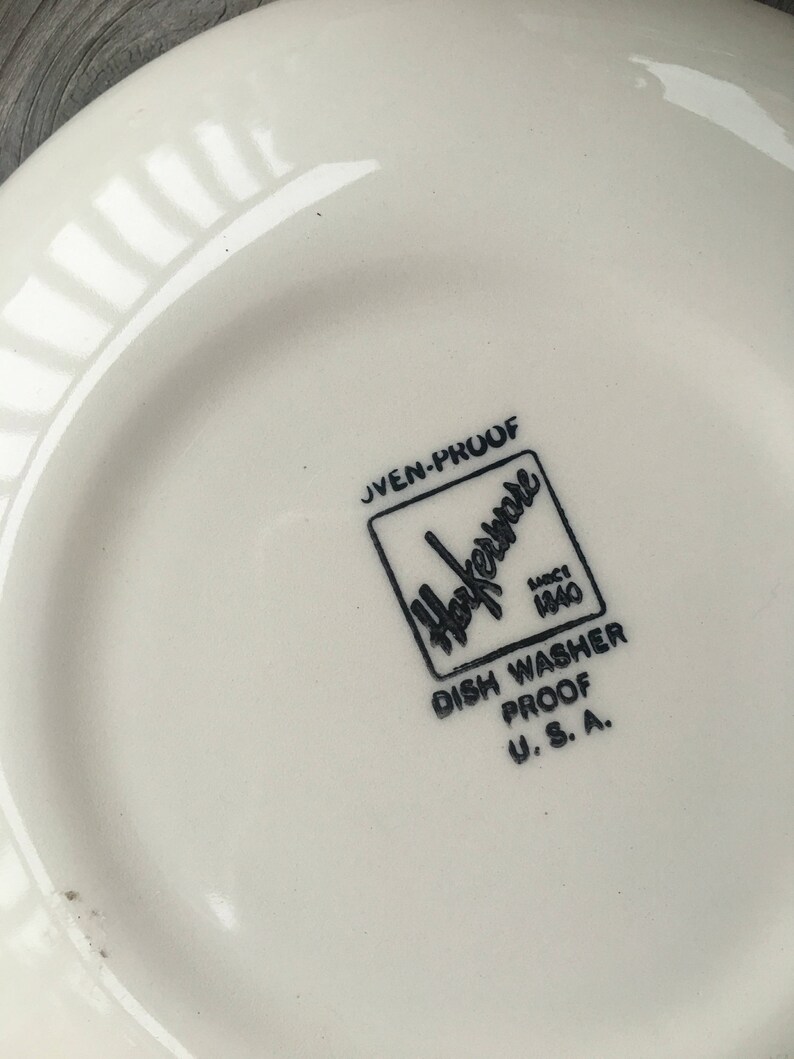 OVEN-PROOF
Harkerware
SINCE
1840
DISH WASHER
PROOF
U. S. A.